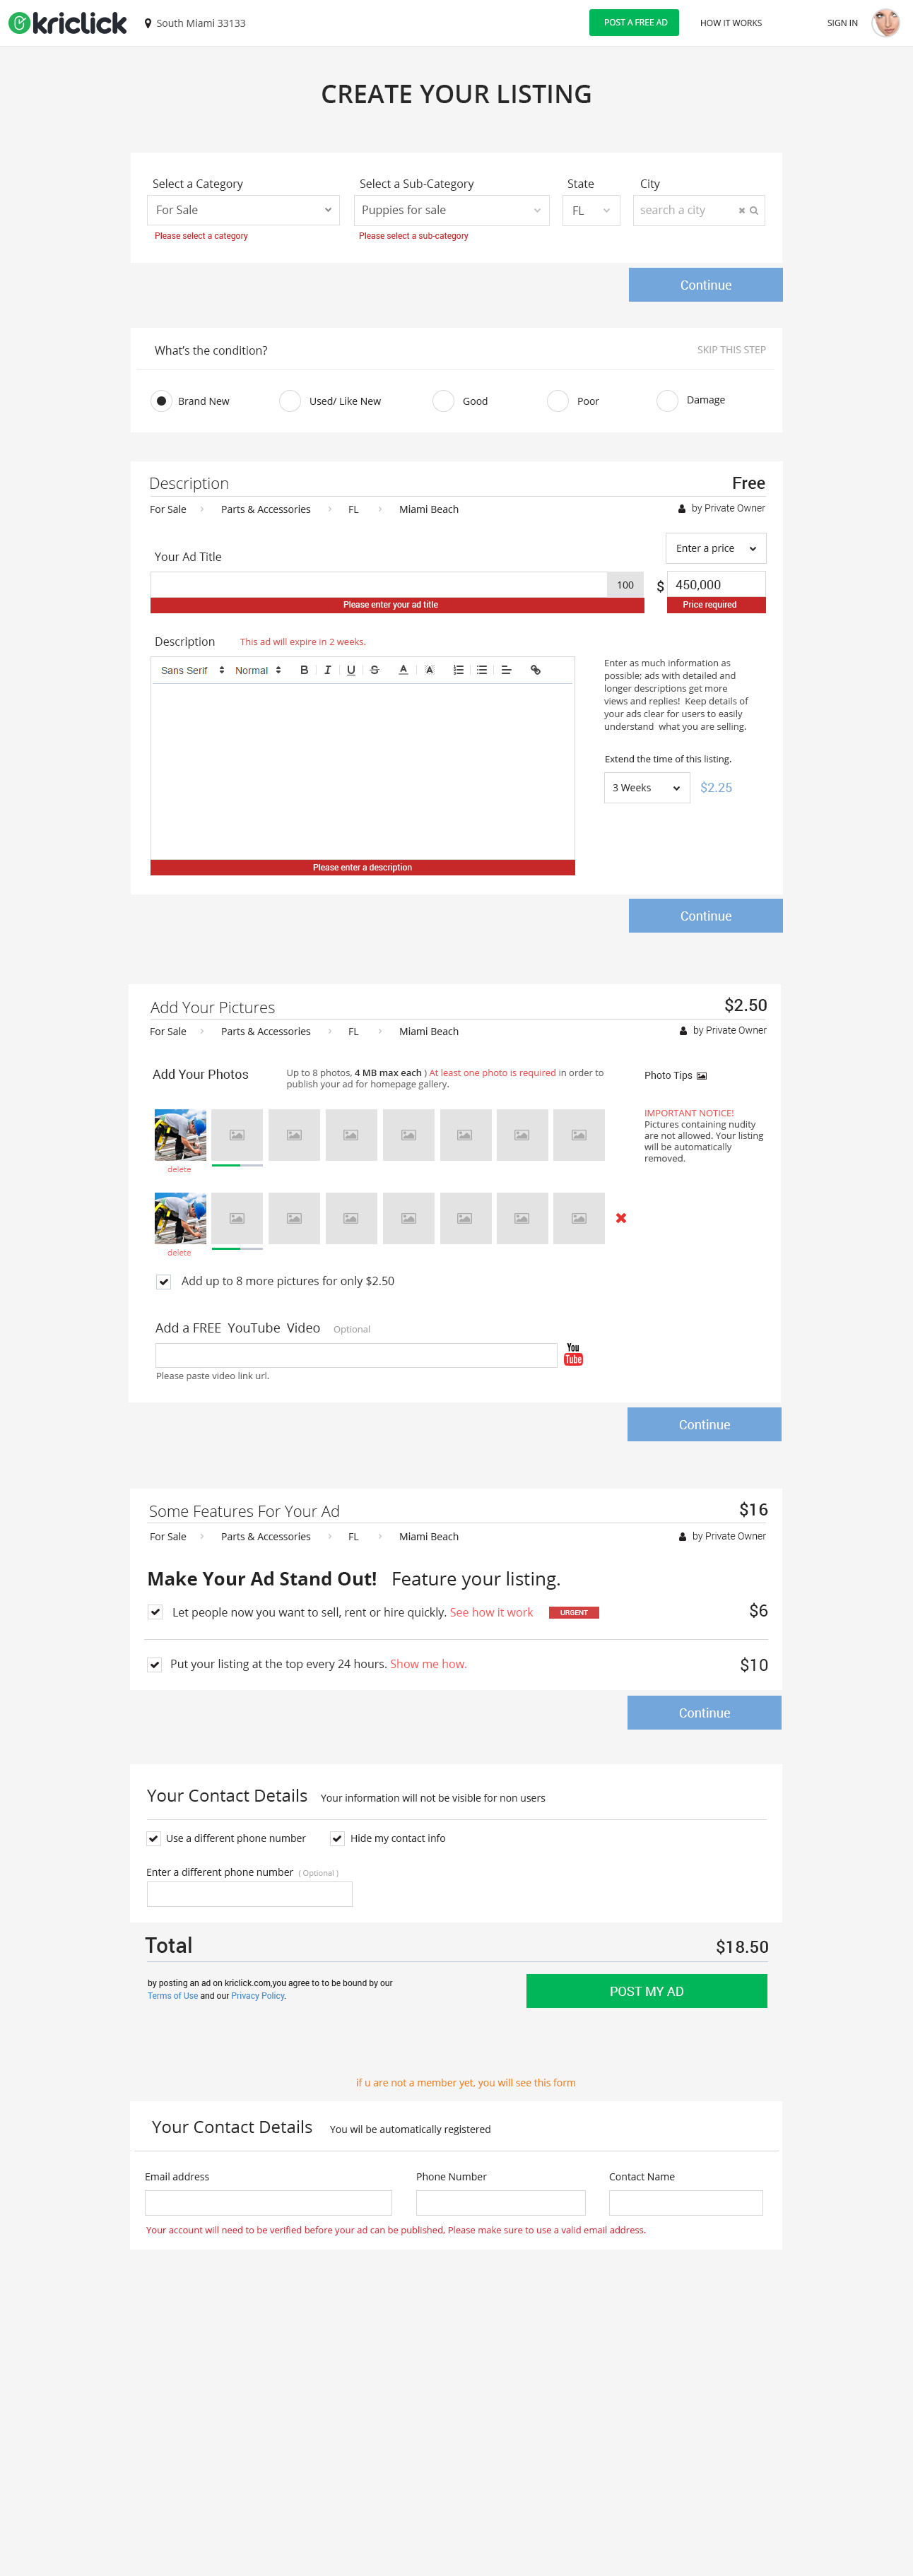 kriclick
South Miami 33133
POST A FREE AD
HOW IT WORKS
SIGN IN
CREATE YOUR LISTING
Select a Category
Select a Sub-Category
State
City
For Sale
Puppies for sale
FL
search a city
Please select a category
Please select a sub-category
Continue
What's the condition?
SKIP THIS STEP
Brand New
Used/ Like New
Good
Poor
Damage
Description
Free
For Sale > Parts & Accessories > FL > Miami Beach
by Private Owner
Enter a price
Your Ad Title
100
$ 450,000
Please enter your ad title
Price required
Description
This ad will expire in 2 weeks.
Sans Serif Normal B I U S A A
Enter as much information as
possible; ads with detailed and
longer descriptions get more
views and replies! Keep details of
your ads clear for users to easily
understand what you are selling.
Extend the time of this listing.
3 Weeks
$2.25
Please enter a description
Continue
Add Your Pictures
$2.50
For Sale > Parts & Accessories > FL > Miami Beach
by Private Owner
Add Your Photos
Up to 8 photos, 4 MB max each ) At least one photo is required in order to
publish your ad for homepage gallery.
Photo Tips
IMPORTANT NOTICE!
Pictures containing nudity
are not allowed. Your listing
will be automatically
removed.
delete
delete
Add up to 8 more pictures for only $2.50
Add a FREE YouTube Video
Optional
You
Tube
Please paste video link url.
Continue
Some Features For Your Ad
$16
For Sale > Parts & Accessories > FL > Miami Beach
by Private Owner
Make Your Ad Stand Out! Feature your listing.
Let people now you want to sell, rent or hire quickly. See how it work
URGENT
$6
Put your listing at the top every 24 hours. Show me how.
$10
Continue
Your Contact Details
Your information will not be visible for non users
Use a different phone number
Hide my contact info
Enter a different phone number ( Optional )
Total
$18.50
by posting an ad on kriclick.com,you agree to to be bound by our
Terms of Use and our Privacy Policy.
POST MY AD
if u are not a member yet, you will see this form
Your Contact Details
You wil be automatically registered
Email address
Phone Number
Contact Name
Your account will need to be verified before your ad can be published. Please make sure to use a valid email address.